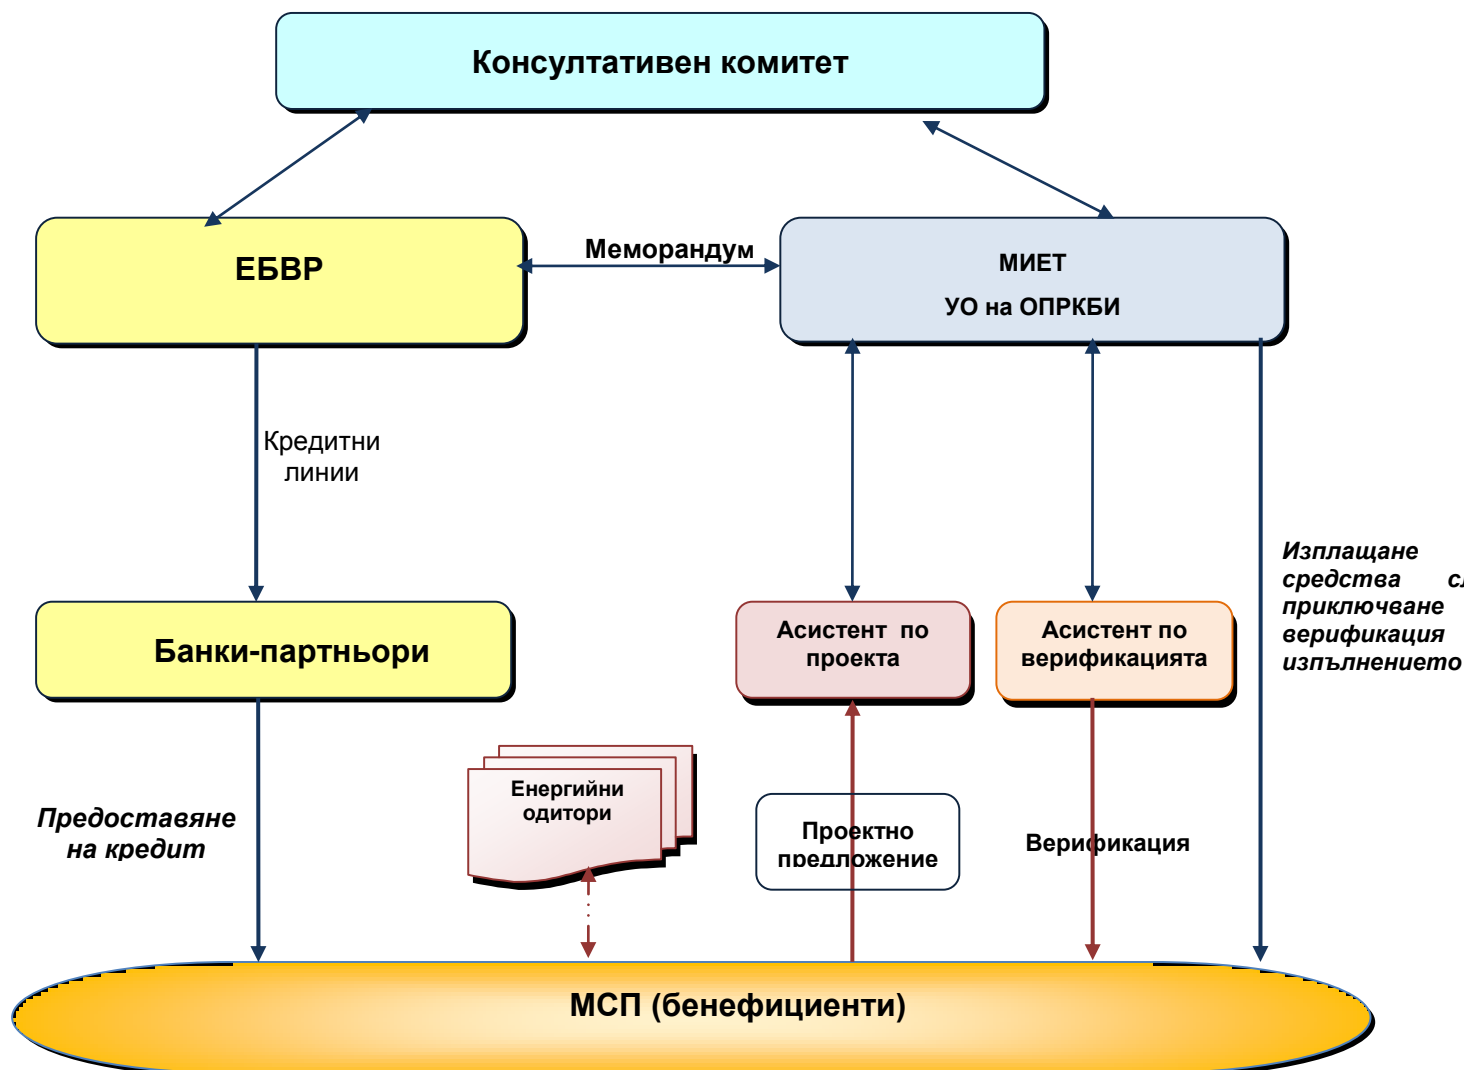 Консултативен комитет
ЕБВР
Меморандум
МИЕТ
УО на ОПРКБИ
Кредитни
линии
Изплащане
средства
приключване
верификация
изпълнението
Банки-партньори
Асистент по
проекта
Асистент по
верификацията
Енергийни
одитори
Предоставяне
на кредит
Проектно
предложение
Верификация
МСП (бенефициенти)